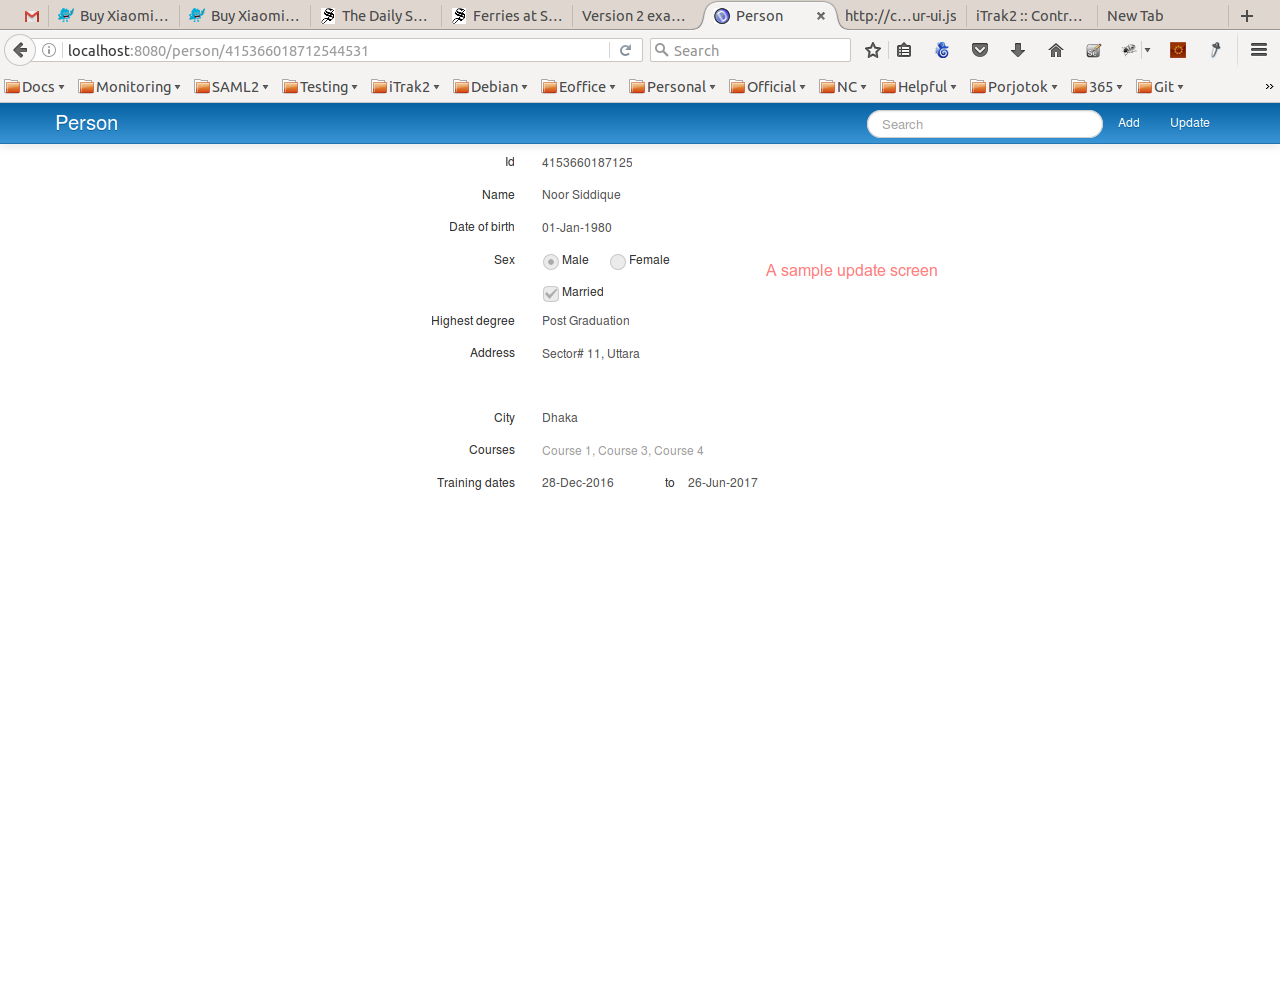 Buy Xiaomi... Buy Xiaomi... The Daily S... Ferries at S... Version 2 exa... Person http://c...ur-ui.js iTrak2 :: Contr... New Tab
localhost:8080/person/415366018712544531 Search
Docs Monitoring SAML2 Testing iTrak2 Debian Eoffice Personal Official NC Helpful Porjotok 365 Git »
Person Search Add Update
Id 4153660187125
Name Noor Siddique
Date of birth 01-Jan-1980
Sex Male Female
A sample update screen
Married
Highest degree Post Graduation
Address Sector# 11, Uttara
City Dhaka
Courses Course 1, Course 3, Course 4
Training dates 28-Dec-2016 to 26-Jun-2017